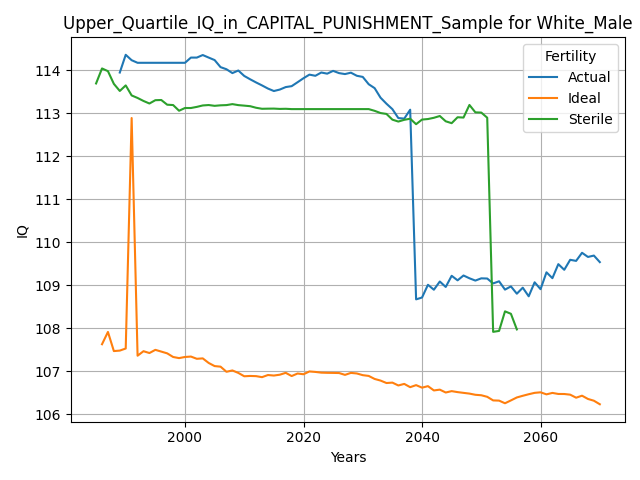 Upper_Quartile_IQ_in_CAPITAL_PUNISHMENT_Sample for White_Male
Fertility
Actual
Ideal
Sterile
114
113
112
111
110
109
108
107
106
IQ
2000
2020
2040
2060
Years